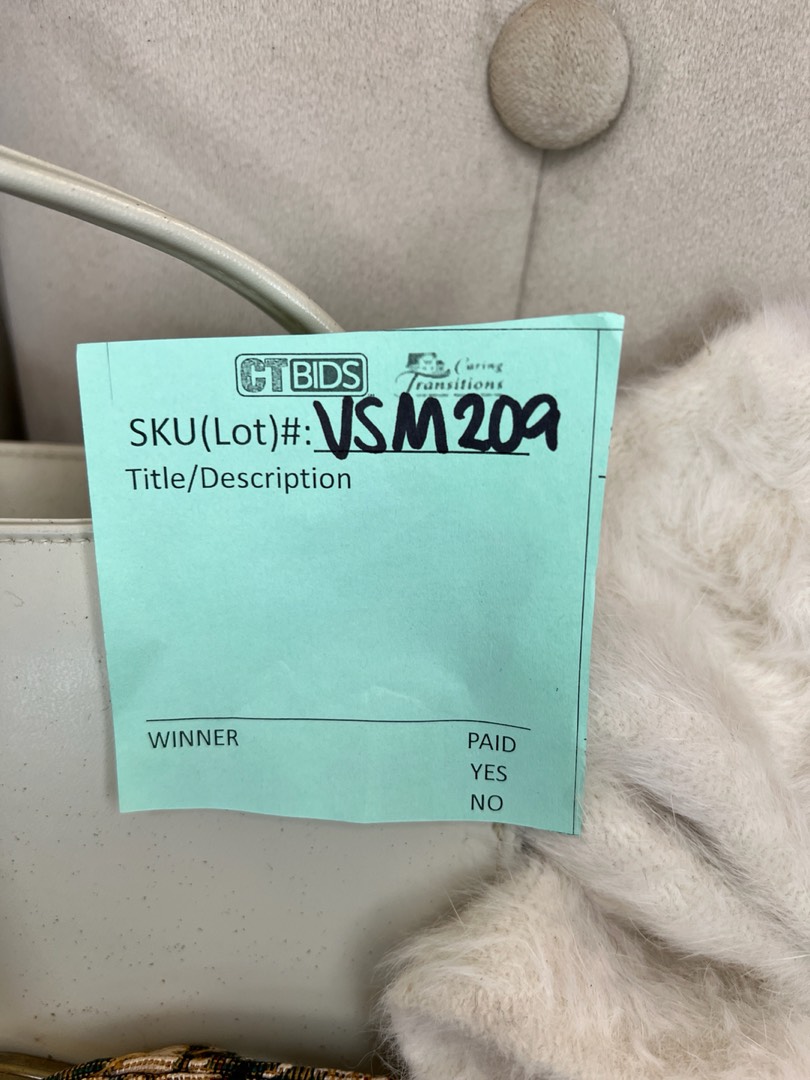 CTBIDS Caring Transitions
SKU(Lot)#: VSM209
Title/Description
WINNER PAID
YES
NO